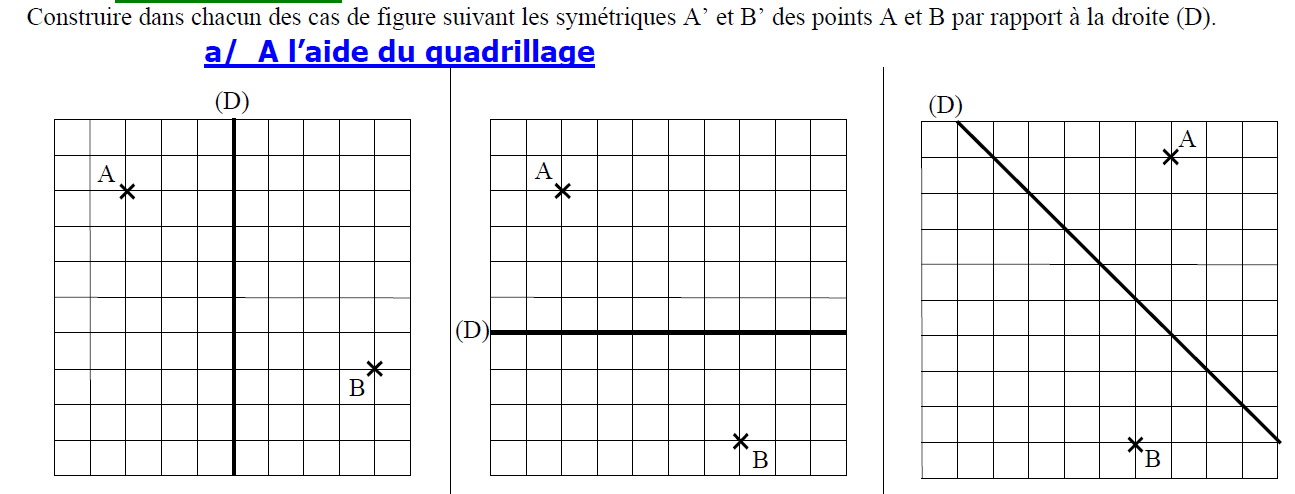 Construire dans chacun des cas de figure suivant les symétriques A’ et B’ des points A et B par rapport à la droite (D).
a/ A l’aide du quadrillage
(D)
A
B
(D)
A
B
(D)
A
B